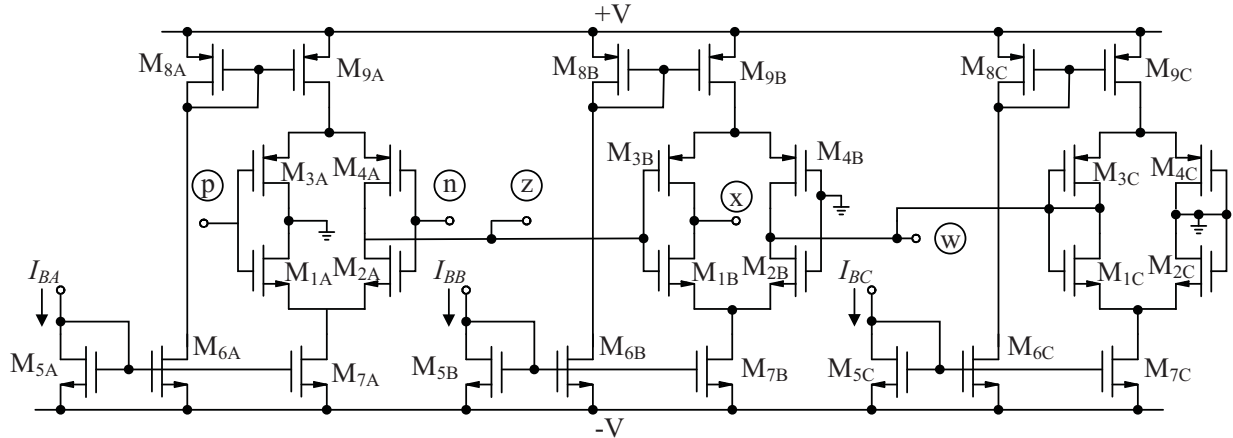 +V
M8A M9A M8B M9B M8C M9C
M3A M4A M3B M4B M3C M4C
p n z x w
M1A M2A M1B M2B M1C M2C
IBA IBB IBC
M5A M6A M7A M5B M6B M7B M5C M6C M7C
-V